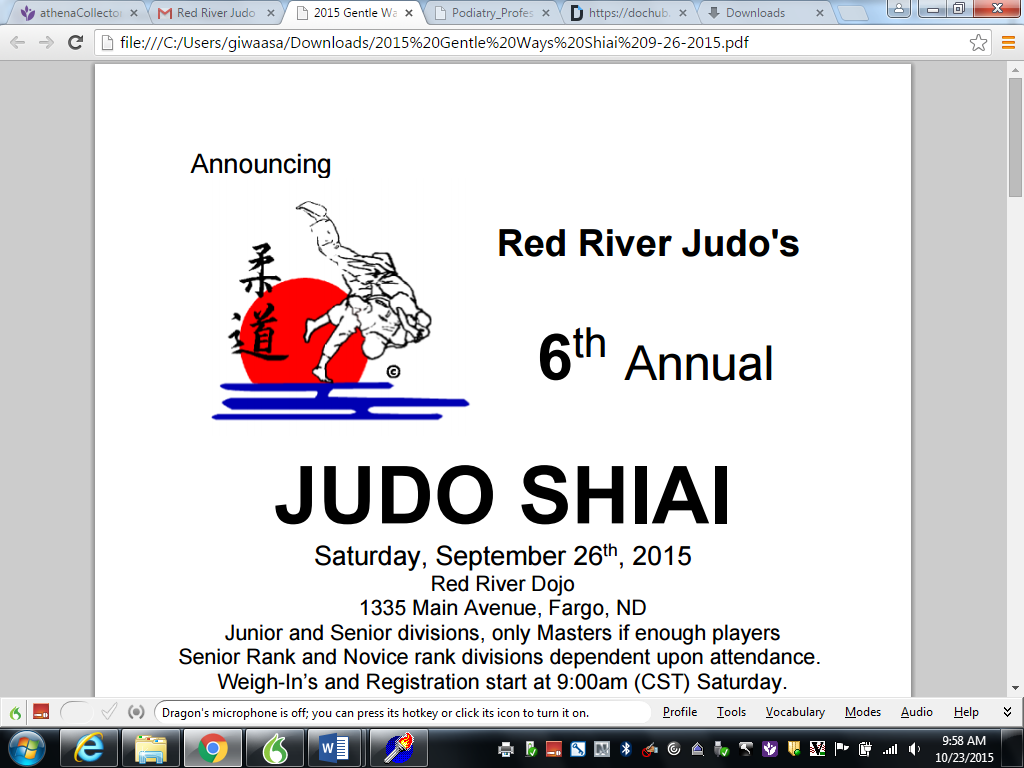 athenaCollector
Red River Judo
2015 Gentle Wa
Podiatry_Profes
https://dochub.
Downloads
file:///C:/Users/giwaasa/Downloads/2015%20Gentle%20Ways%20Shiai%209-26-2015.pdf
Announcing
柔道
©
Red River Judo's
6th Annual
JUDO SHIAI
Saturday, September 26th, 2015
Red River Dojo
1335 Main Avenue, Fargo, ND
Junior and Senior divisions, only Masters if enough players
Senior Rank and Novice rank divisions dependent upon attendance.
Weigh-In's and Registration start at 9:00am (CST) Saturday.
Dragon's microphone is off; you can press its hotkey or click its icon to turn it on.
Profile Tools Vocabulary Modes Audio Help
9:58 AM
10/23/2015